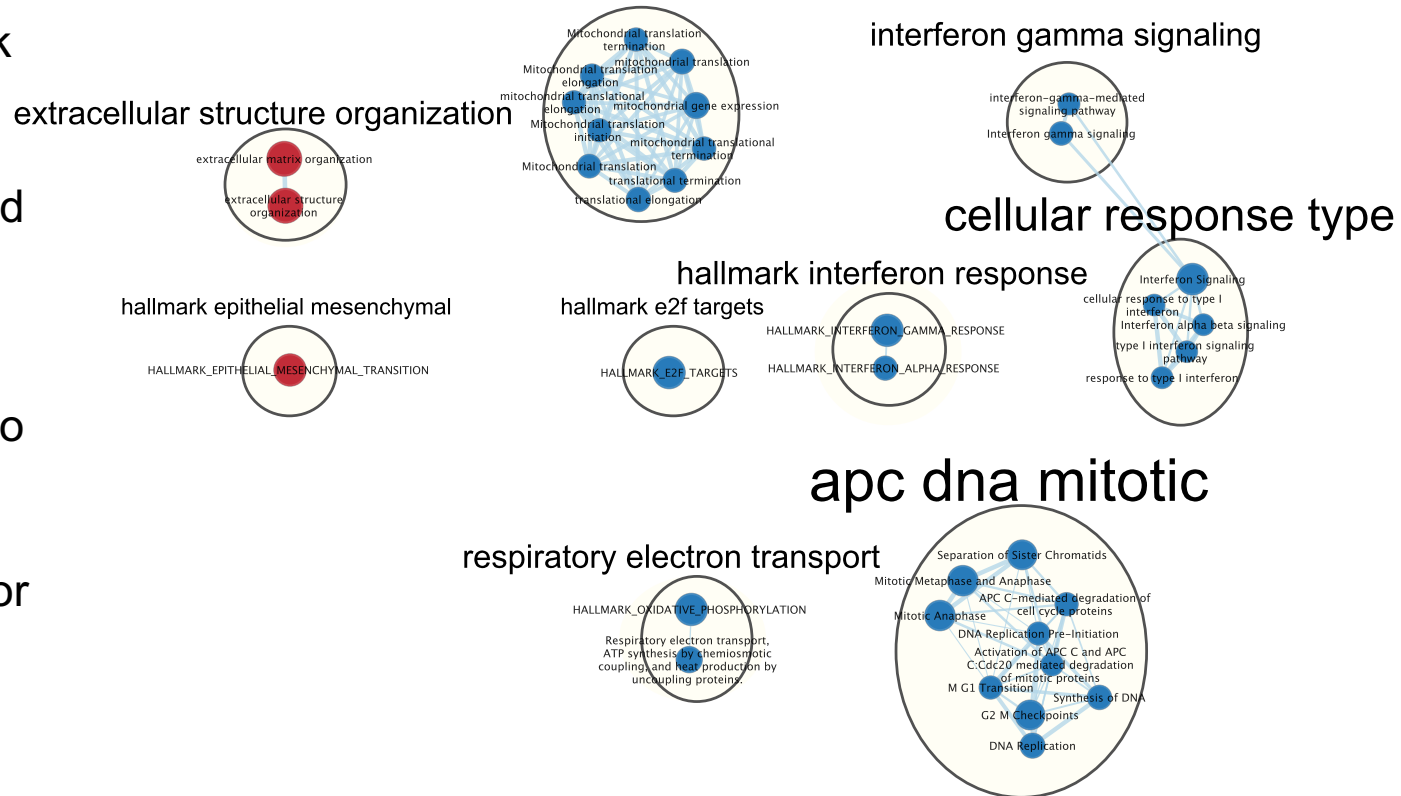 k
extracellular structure organization
extracellular matrix organization
extracellular structure
organization
d
Mitochondrial translation
termination
mitochondrial translation
Mitochondrial translation
elongation
mitochondrial translational
elongation
mitochondrial gene expression
Mitochondrial translation
initiation
mitochondrial translational
termination
Mitochondrial translation
translational termination
translational elongation
interferon gamma signaling
interferon-gamma-mediated
signaling pathway
Interferon gamma signaling
cellular response type
Interferon Signaling
cellular response to type I
interferon
Interferon alpha beta signaling
type I interferon signaling
pathway
response to type I interferon
hallmark epithelial mesenchymal
HALLMARK_EPITHELIAL_MESENCHYMAL_TRANSITION
hallmark e2f targets
HALLMARK_E2F_TARGETS
hallmark interferon response
HALLMARK_INTERFERON_GAMMA_RESPONSE
HALLMARK_INTERFERON_ALPHA_RESPONSE
o
or
respiratory electron transport
HALLMARK_OXIDATIVE_PHOSPHORYLATION
Respiratory electron transport,
ATP synthesis by chemiosmotic
coupling, and heat production by
uncoupling proteins.
apc dna mitotic
Separation of Sister Chromatids
Mitotic Metaphase and Anaphase
APC C-mediated degradation of
cell cycle proteins
Mitotic Anaphase
DNA Replication Pre-Initiation
Activation of APC C and APC
C:Cdc20 mediated degradation
of mitotic proteins
M G1 Transition
Synthesis of DNA
G2 M Checkpoints
DNA Replication